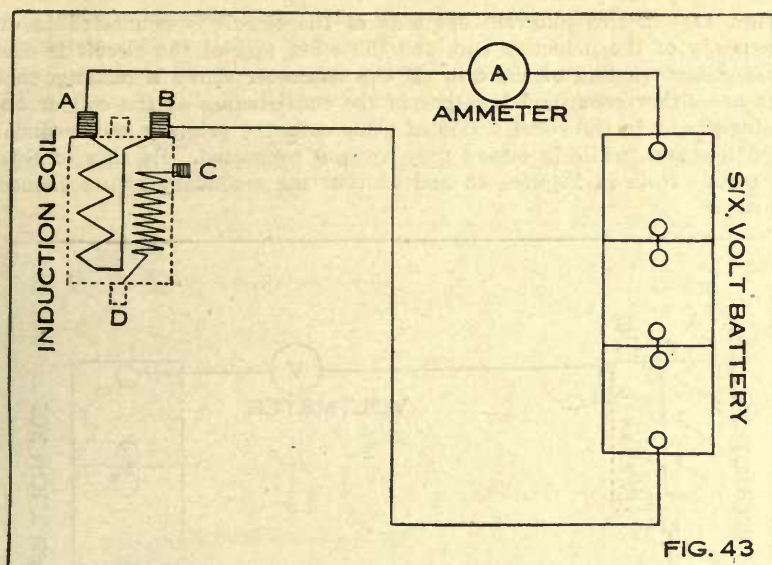 A
AMMETER
A
B
C
D
INDUCTION COIL
SIX VOLT BATTERY
FIG. 43